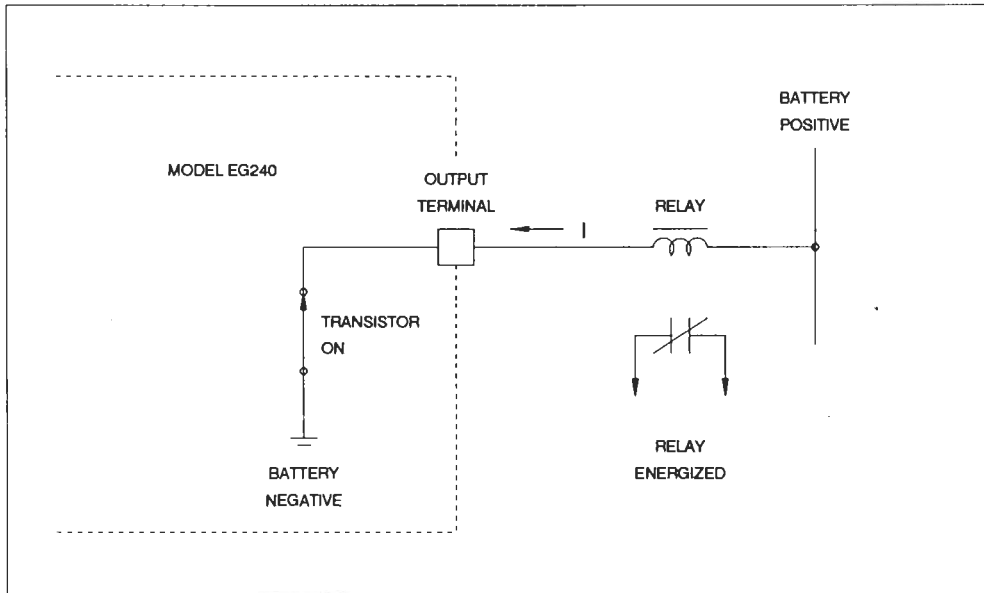 BATTERY
POSITIVE
MODEL EG240
OUTPUT
TERMINAL
I
RELAY
TRANSISTOR
ON
RELAY
ENERGIZED
BATTERY
NEGATIVE